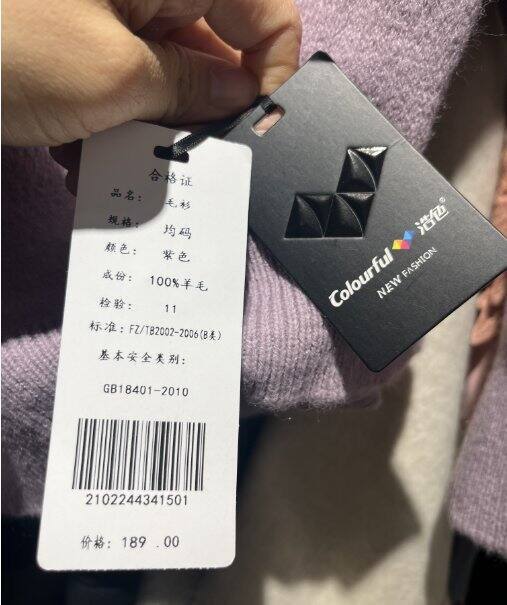 合格证
品名: 毛衫
规格: 均码
颜色: 紫色
成份: 100%羊毛
检验: 11
标准: FZ/TB2002-2006(B类)
基本安全类别:
GB18401-2010
2102244341501
价格: 189 .00
Colourful 浩色®
NEW FASHION